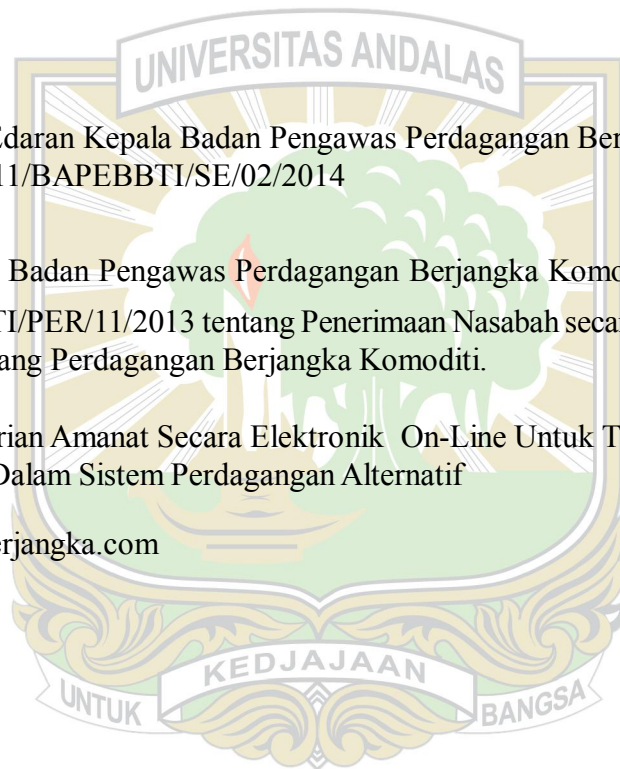 UNIVERSITAS ANDALAS
Edaran Kepala Badan Pengawas Perdagangan Ber
11/BAPEBBTI/SE/02/2014
Badan Pengawas Perdagangan Berjangka Komo
TI/PER/11/2013 tentang Penerimaan Nasabah seca
ang Perdagangan Berjangka Komoditi.
rian Amanat Secara Elektronik On-Line Untuk T
Dalam Sistem Perdagangan Alternatif
erjangka.com
UNTUK KEDJAJAAN BANGSA